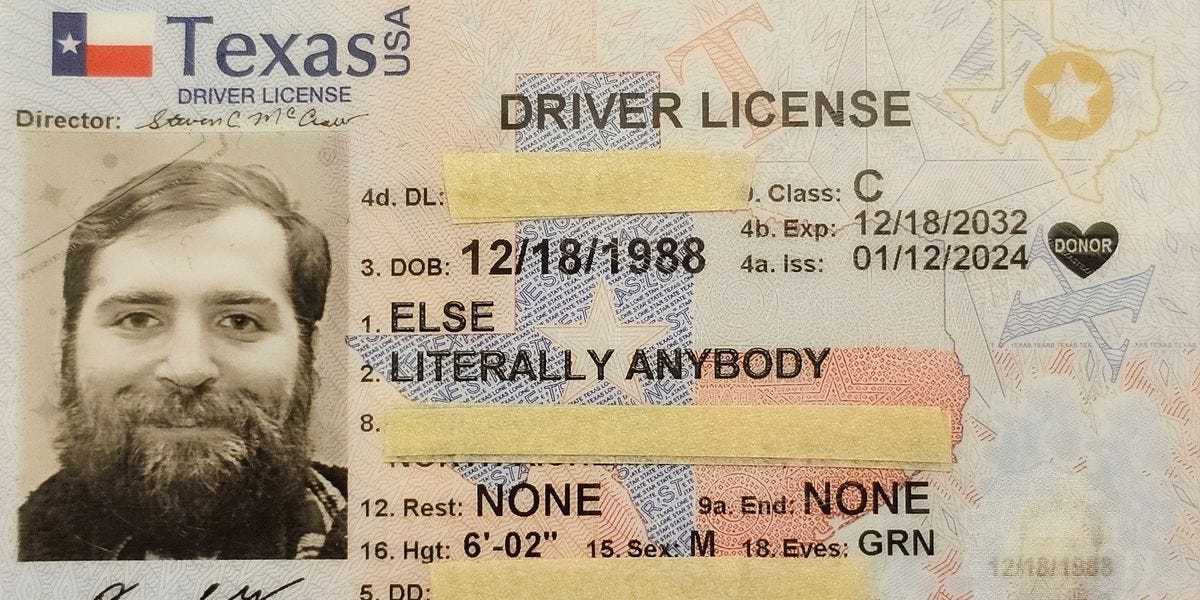 Texas USA
DRIVER LICENSE
Director: Steven C. McCraw
DRIVER LICENSE
4d. DL:
9. Class: C
4b. Exp: 12/18/2032
3. DOB: 12/18/1988
4a. Iss: 01/12/2024
DONOR
1. ELSE
2. LITERALLY ANYBODY
8.
12. Rest: NONE
9a. End: NONE
16. Hgt: 6'-02"
15. Sex: M
18. Eyes: GRN
5. DD:
12/18/1988